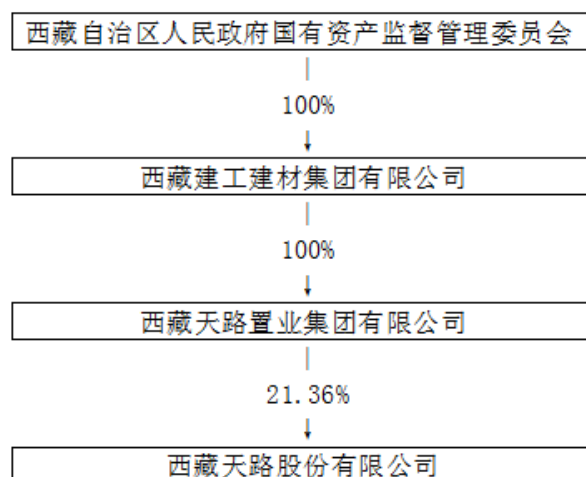 西藏自治区人民政府国有资产监督管理委员会
100%
西藏建工建材集团有限公司
100%
西藏天路置业集团有限公司
21.36%
西藏天路股份有限公司